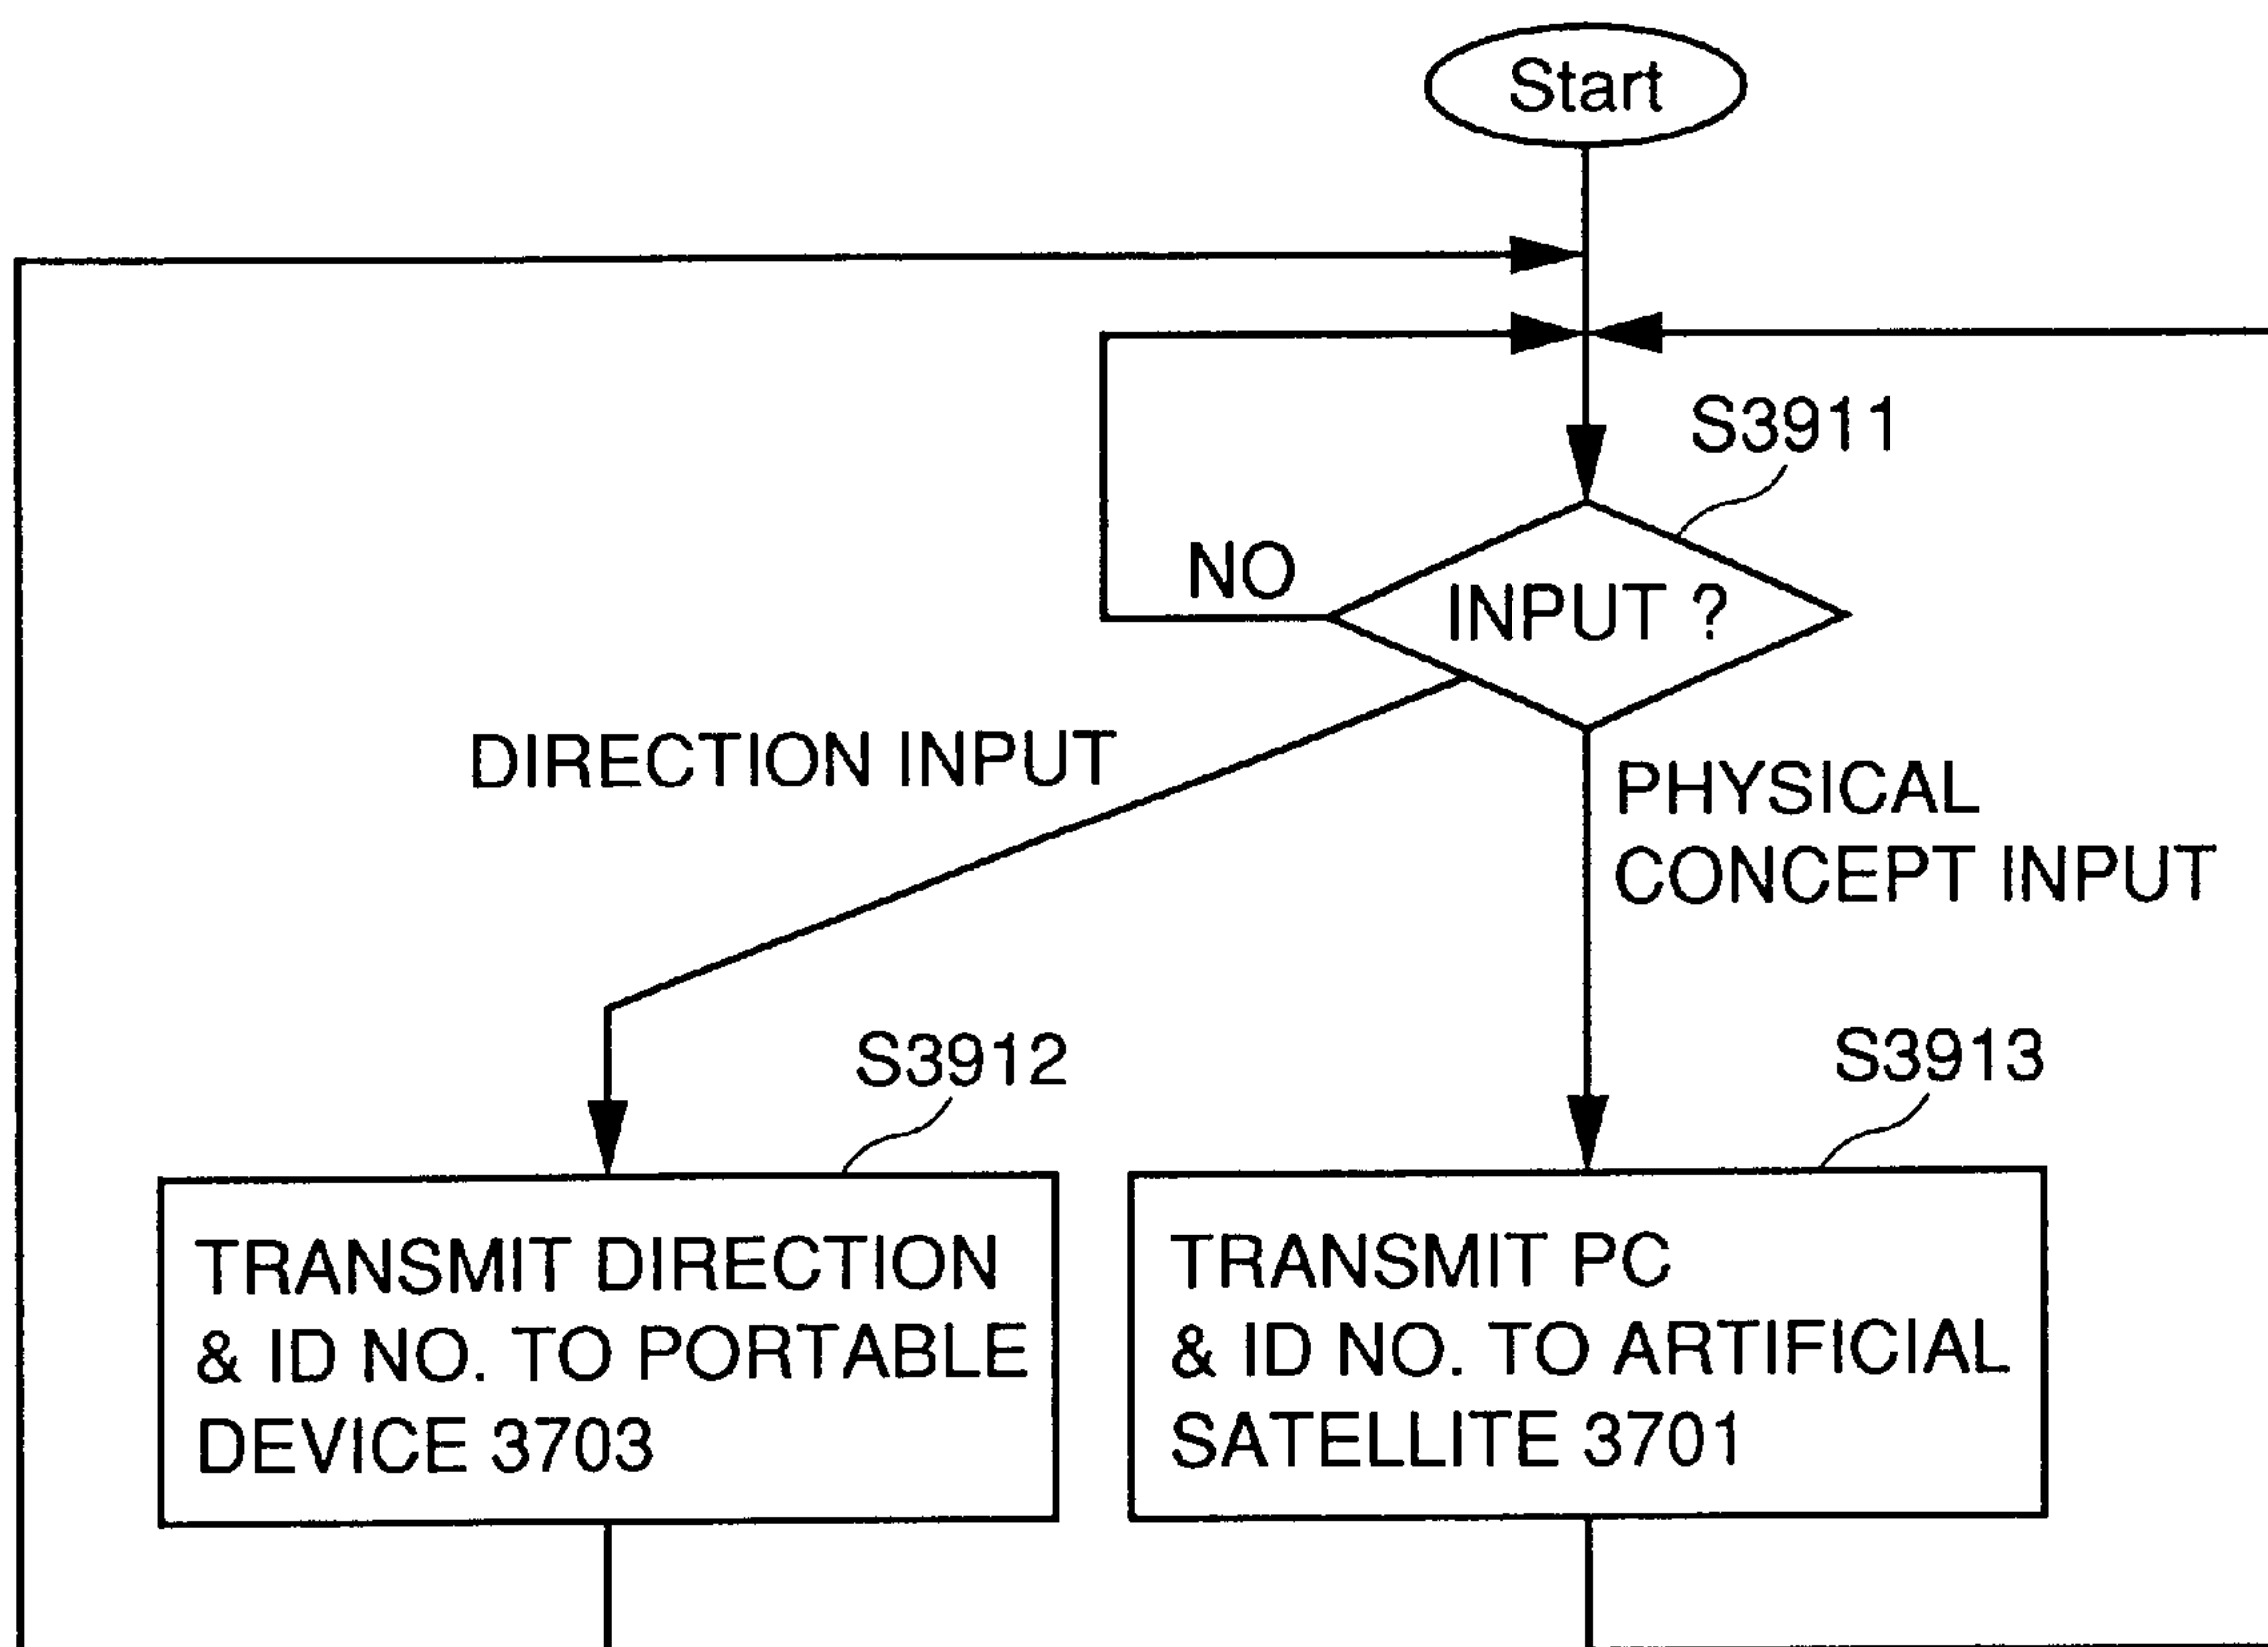 Start
S3911
NO
INPUT ?
DIRECTION INPUT
PHYSICAL
CONCEPT INPUT
S3912
S3913
TRANSMIT DIRECTION
& ID NO. TO PORTABLE
DEVICE 3703
TRANSMIT PC
& ID NO. TO ARTIFICIAL
SATELLITE 3701